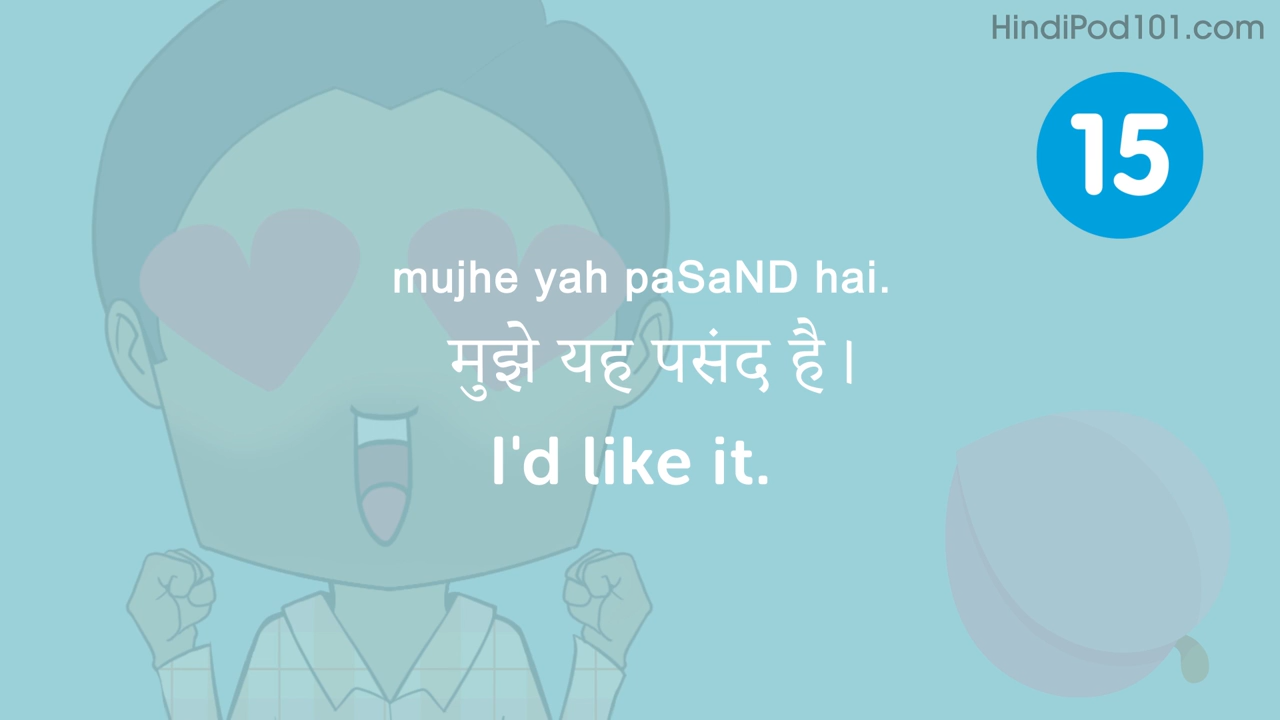 HindiPod101.com
15
mujhe yah paSaND hai.
मुझे यह पसंद है।
I'd like it.